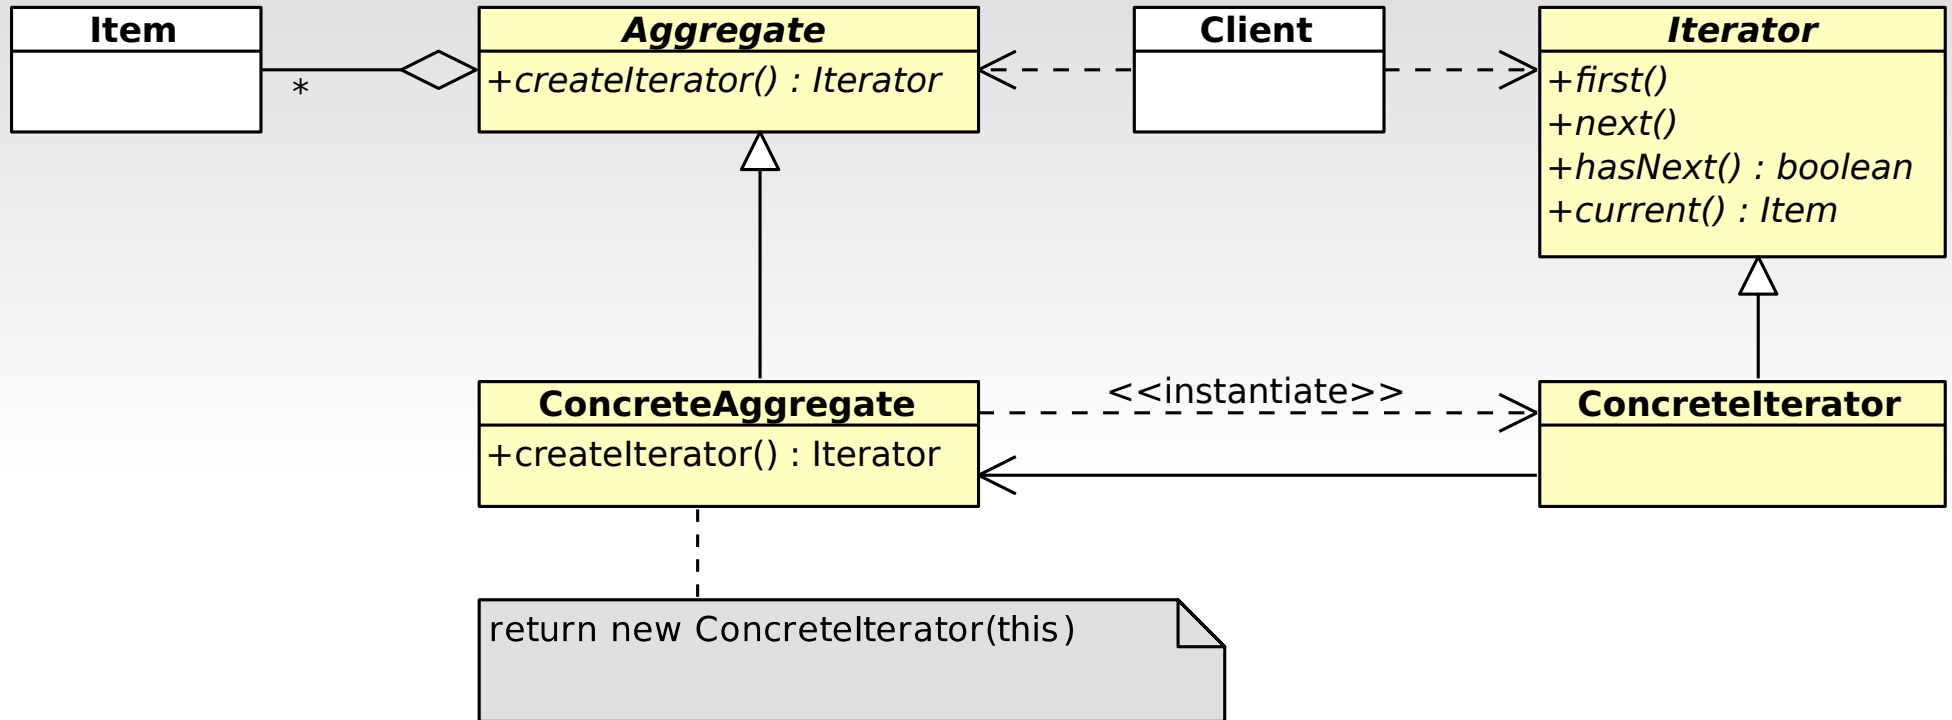 Item
*
Aggregate
+createIterator() : Iterator
Client
Iterator
+first()
+next()
+hasNext() : boolean
+current() : Item
ConcreteAggregate
+createIterator() : Iterator
<<instantiate>>
ConcreteIterator
return new ConcreteIterator(this)